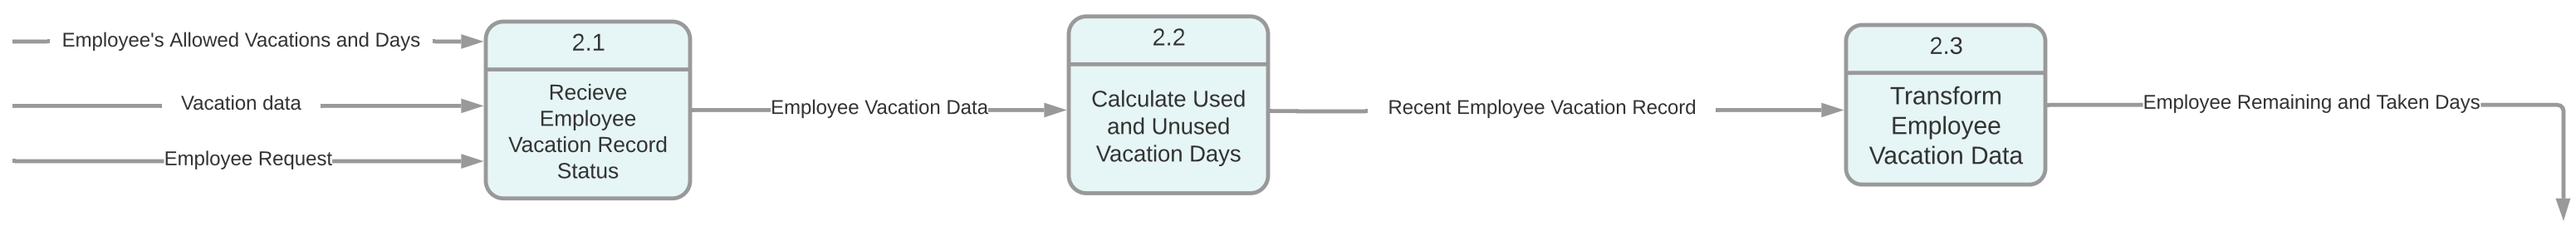 Employee's Allowed Vacations and Days
Vacation data
Employee Request
2.1
Recieve
Employee
Vacation Record
Status
Employee Vacation Data
2.2
Calculate Used
and Unused
Vacation Days
Recent Employee Vacation Record
2.3
Transform
Employee
Vacation Data
Employee Remaining and Taken Days